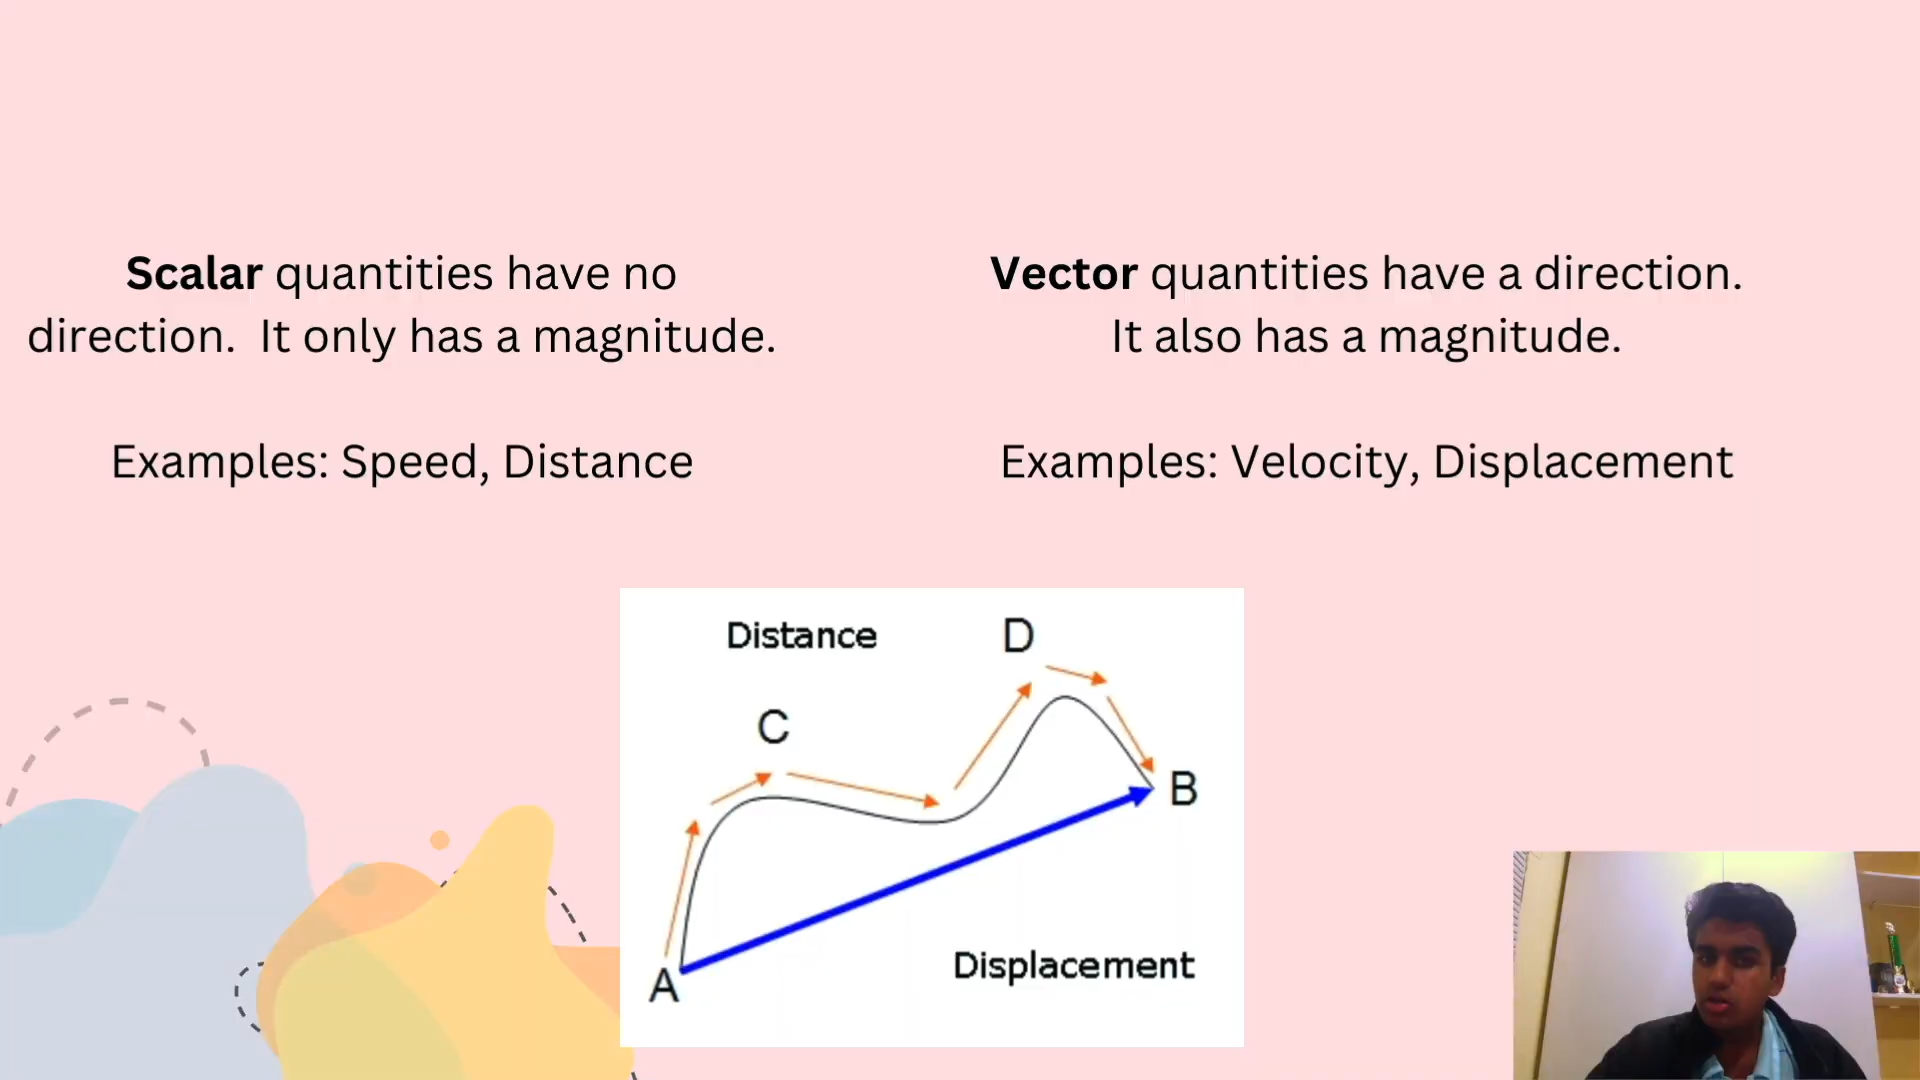 Scalar quantities have no
direction. It only has a magnitude.
Examples: Speed, Distance
Vector quantities have a direction.
It also has a magnitude.
Examples: Velocity, Displacement
Distance
D
C
B
A
Displacement